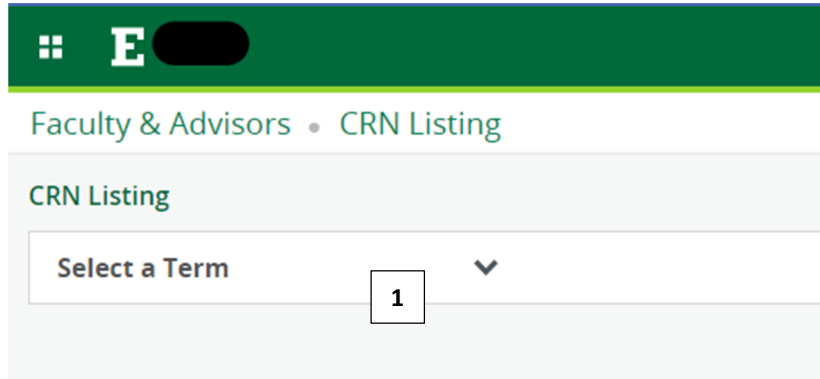 E
Faculty & Advisors • CRN Listing
CRN Listing
Select a Term
1